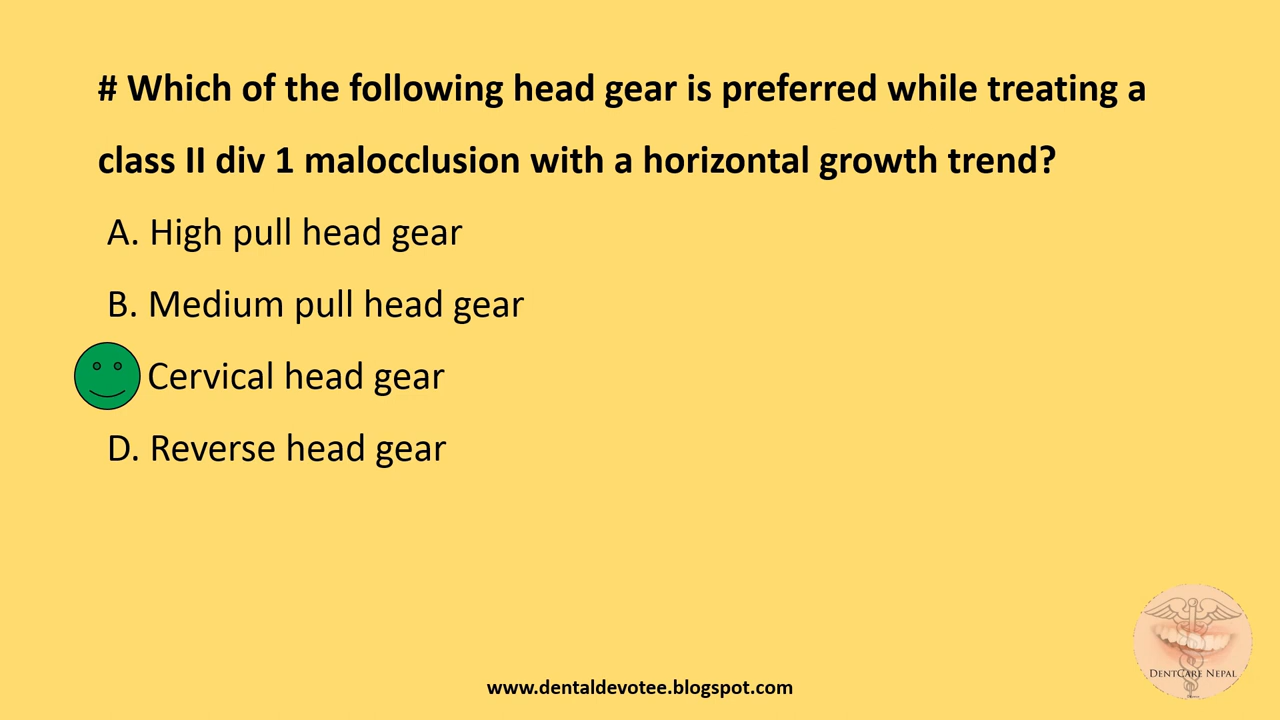 # Which of the following head gear is preferred while treating a
class II div 1 malocclusion with a horizontal growth trend?
A. High pull head gear
B. Medium pull head gear
Cervical head gear
D. Reverse head gear
DENTCARE NEPAL
www.dentaldevotee.blogspot.com